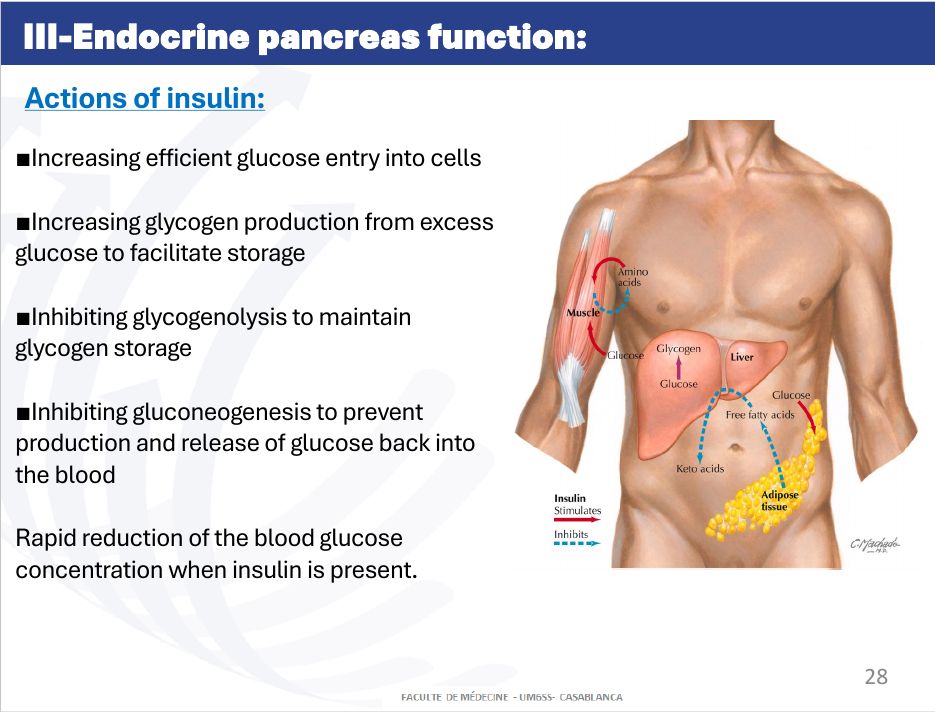 III-Endocrine pancreas function:
Actions of insulin:
■Increasing efficient glucose entry into cells
■Increasing glycogen production from excess
glucose to facilitate storage
■Inhibiting glycogenolysis to maintain
glycogen storage
■Inhibiting gluconeogenesis to prevent
production and release of glucose back into
the blood
Rapid reduction of the blood glucose
concentration when insulin is present.
Amino
acids
Muscle
Glucose
Glycogen
Liver
Glucose
Glucose
Free fatty acids
Keto acids
Adipose
tissue
Insulin
Stimulates
Inhibits
C. Machado
M.D.
28
FACULTE DE MÉDECINE - UM6SS- CASABLANCA